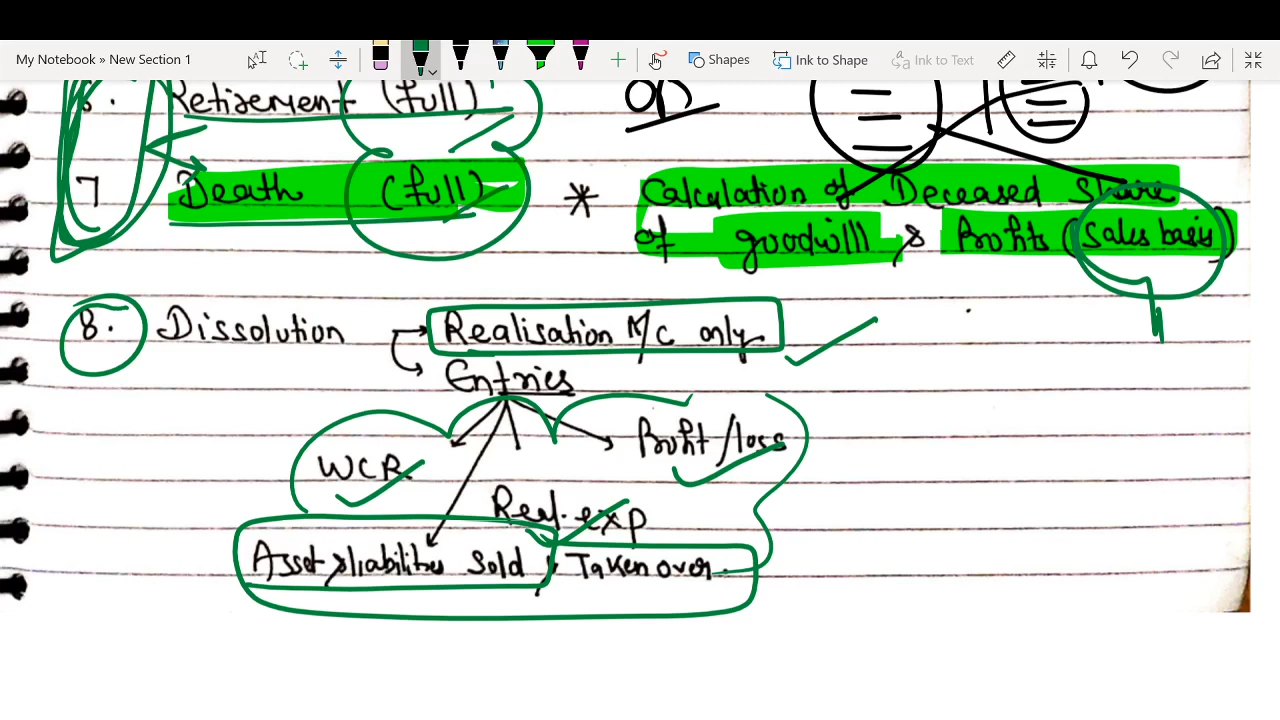 My Notebook » New Section 1
Shapes
Ink to Shape
Ink to Text
Retirement (full)
OR
7 Death (full) * Calculation of Deceased Share
of goodwill & Profits (Sales basis)
8. Dissolution Realisation A/c only
Entries
WCR Profit/loss
Real. exp
Asset, liabilities Sold, Taken over